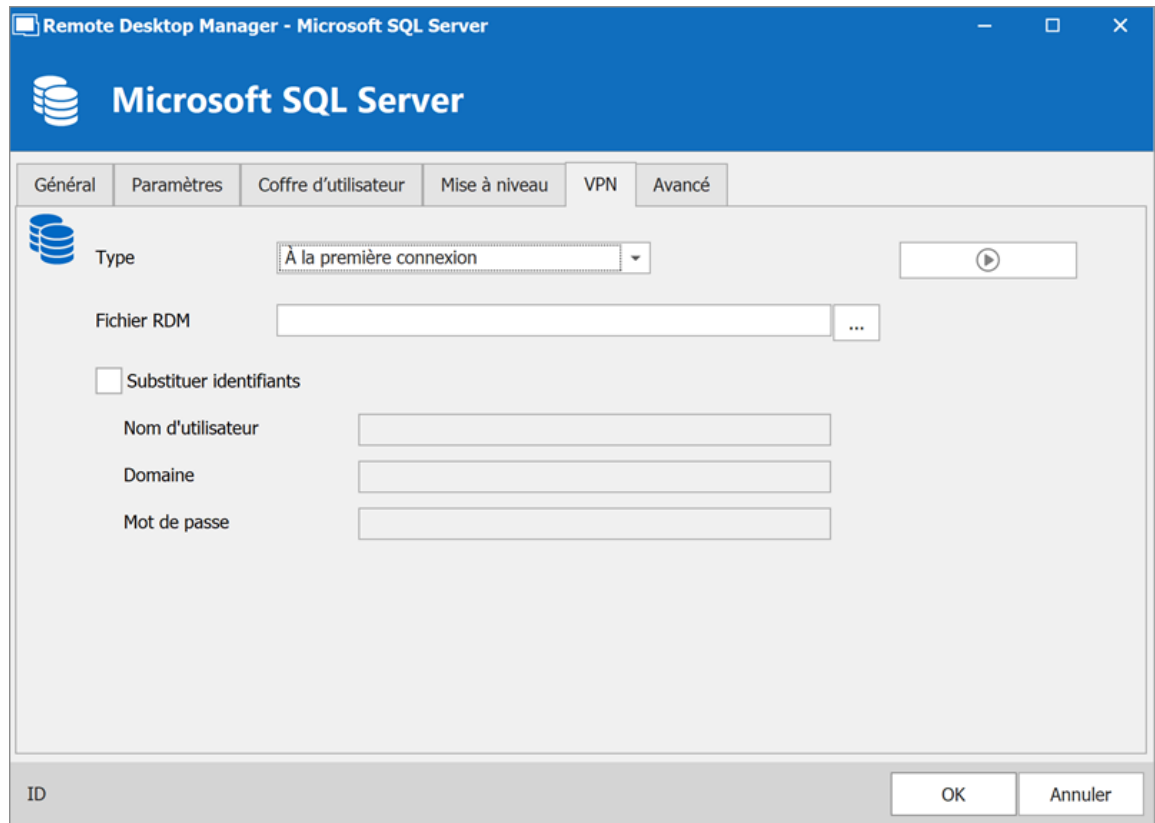 Remote Desktop Manager - Microsoft SQL Server
Microsoft SQL Server
Général Paramètres Coffre d’utilisateur Mise à niveau VPN Avancé
Type À la première connexion
Fichier RDM ...
Substituer identifiants
Nom d'utilisateur
Domaine
Mot de passe
ID OK Annuler